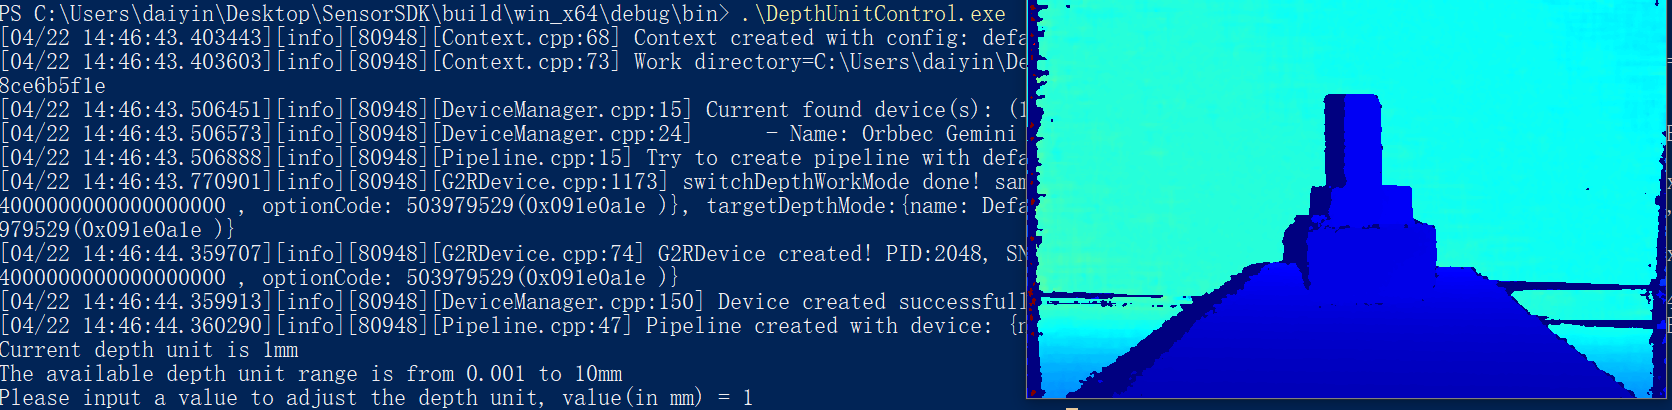 PS C:\Users\daiyin\Desktop\SensorSDK\build\win_x64\debug\bin> .\DepthUnitControl.exe
[04/22 14:46:43.403443][info][80948][Context.cpp:68] Context created with config: defa
[04/22 14:46:43.403603][info][80948][Context.cpp:73] Work directory=C:\Users\daiyin\De
8ce6b5f1e
[04/22 14:46:43.506451][info][80948][DeviceManager.cpp:15] Current found device(s): (1
[04/22 14:46:43.506573][info][80948][DeviceManager.cpp:24]      - Name: Orbbec Gemini
[04/22 14:46:43.506888][info][80948][Pipeline.cpp:15] Try to create pipeline with defa
[04/22 14:46:43.770901][info][80948][G2RDevice.cpp:1173] switchDepthWorkMode done! sam
4000000000000000000 , optionCode: 503979529(0x091e0a1e )}, targetDepthMode:{name: Defa
979529(0x091e0a1e )}
[04/22 14:46:44.359707][info][80948][G2RDevice.cpp:74] G2RDevice created! PID:2048, SN
4000000000000000000 , optionCode: 503979529(0x091e0a1e )}
[04/22 14:46:44.359913][info][80948][DeviceManager.cpp:150] Device created successful
[04/22 14:46:44.360290][info][80948][Pipeline.cpp:47] Pipeline created with device: {n
Current depth unit is 1mm
The available depth unit range is from 0.001 to 10mm
Please input a value to adjust the depth unit, value(in mm) = 1